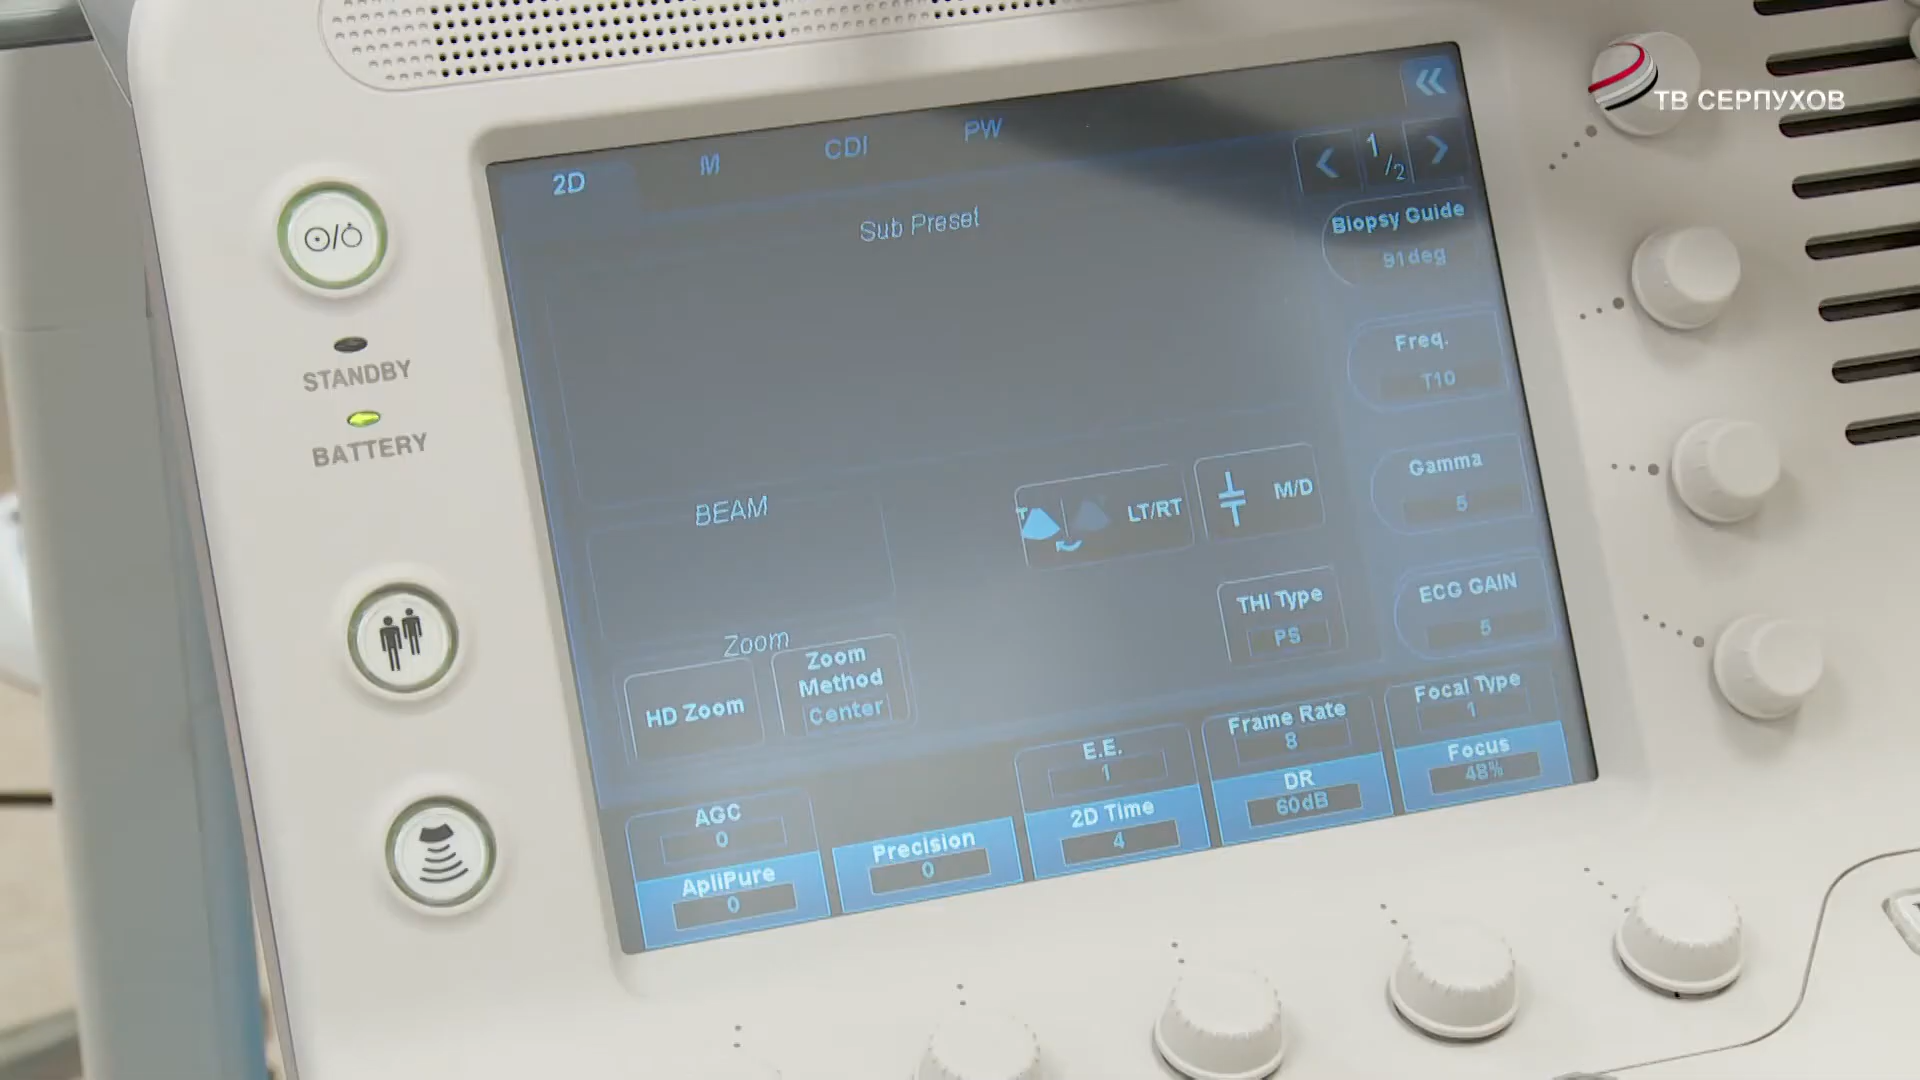 ТВ СЕРПУХОВ
2D
M
CDI
PW
1/2
Sub Preset
Biopsy Guide
91deg
Freq.
T10
Gamma
5
ECG GAIN
5
STANDBY
BATTERY
BEAM
LT/RT
M/D
THI Type
PS
Zoom
HD Zoom
Zoom
Method
Center
AGC
0
ApliPure
0
Precision
0
E.E.
1
2D Time
4
Frame Rate
8
DR
60dB
Focal Type
1
Focus
48%